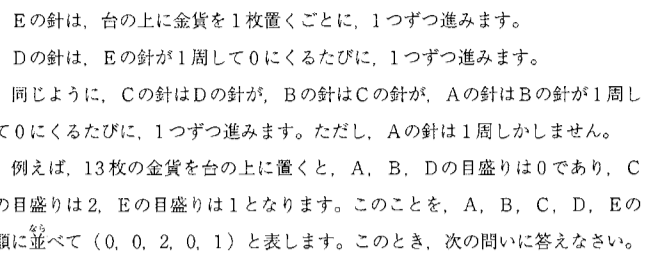 Eの針は，台の上に金貨を1枚置くごとに，1つずつ進みます。
Dの針は，Eの針が1周して0にくるたびに，1つずつ進みます。
同じように，Cの針はDの針が，Bの針はCの針が，Aの針はBの針が1周し
て0にくるたびに，1つずつ進みます。ただし，Aの針は1周しかしません。
例えば，13枚の金貨を台の上に置くと，A，B，Dの目盛りは0であり，C
の目盛りは2，Eの目盛りは1となります。このことを，A，B，C，D，Eの
順に並べて（0，0，2，0，1）と表します。このとき，次の問いに答えなさい。